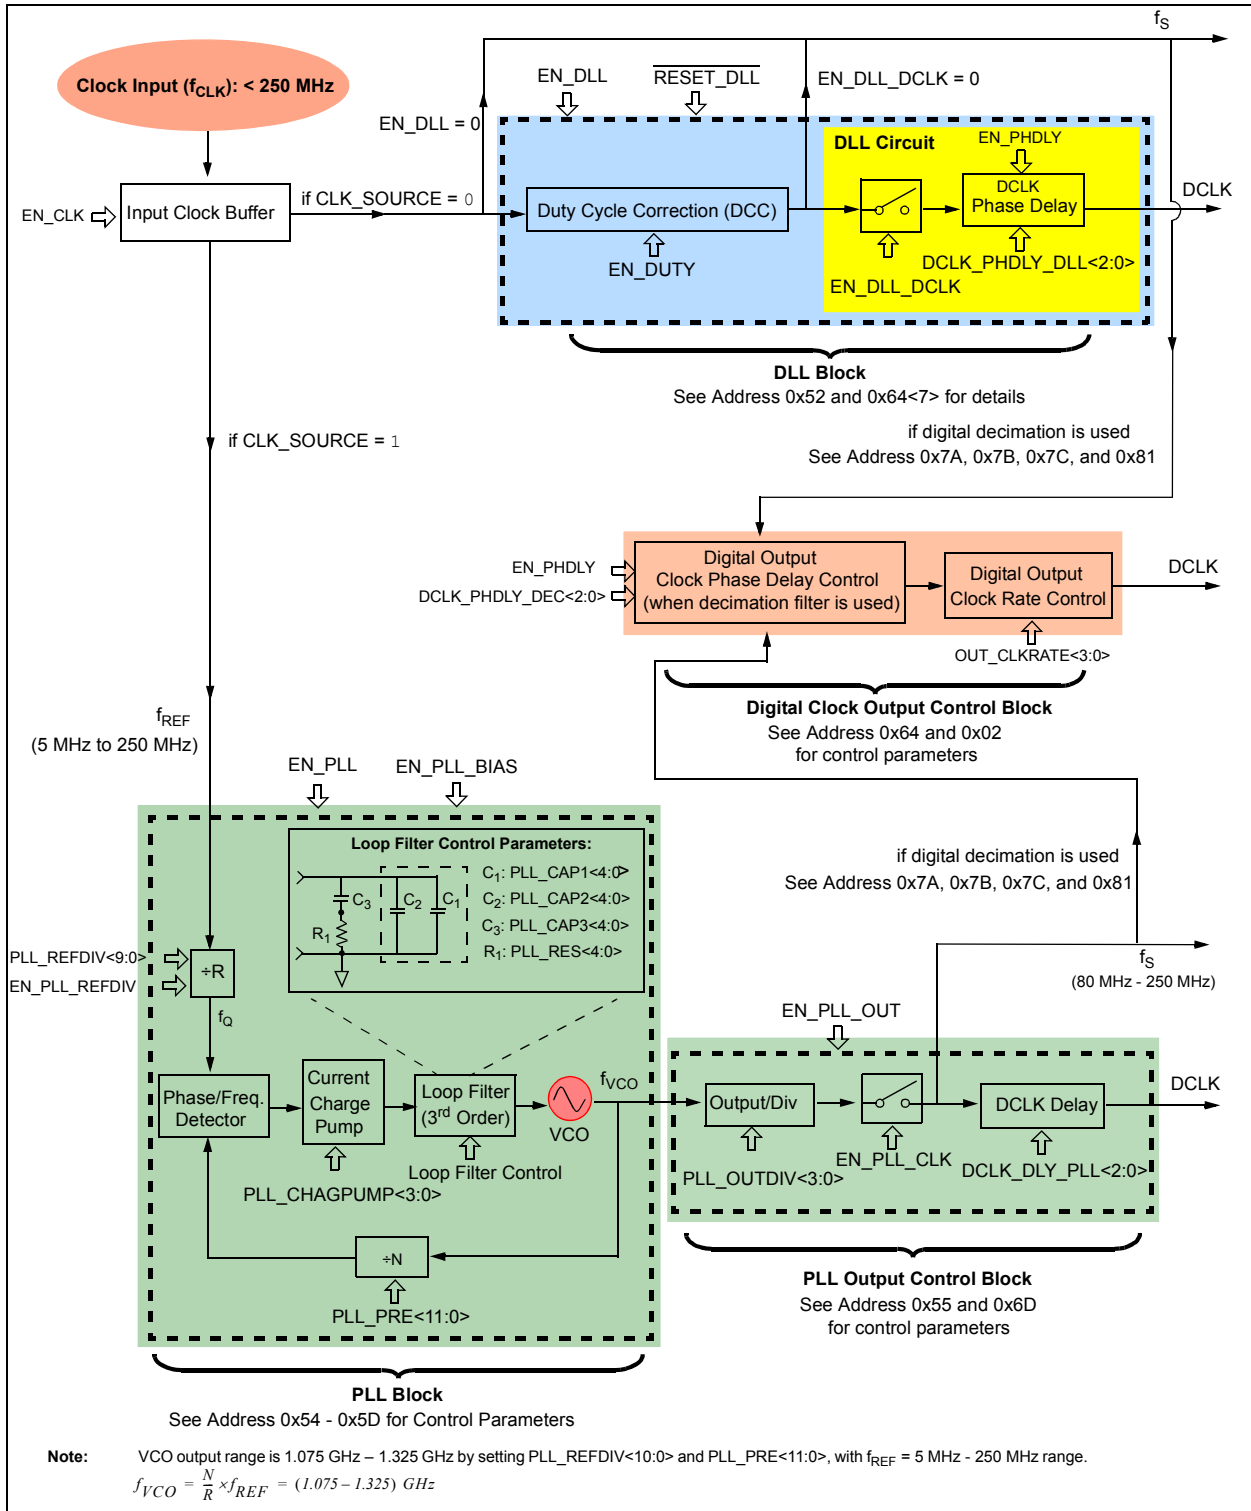 f_S
Clock Input (f_CLK): < 250 MHz
EN_DLL
RESET_DLL
EN_DLL_DCLK = 0
EN_DLL = 0
DLL Circuit
EN_PHDLY
EN_CLK
Input Clock Buffer
if CLK_SOURCE = 0
Duty Cycle Correction (DCC)
DCLK
Phase Delay
DCLK
EN_DUTY
DCLK_PHDLY_DLL<2:0>
EN_DLL_DCLK
DLL Block
See Address 0x52 and 0x64<7> for details
if digital decimation is used
See Address 0x7A, 0x7B, 0x7C, and 0x81
if CLK_SOURCE = 1
EN_PHDLY
DCLK_PHDLY_DEC<2:0>
Digital Output
Clock Phase Delay Control
(when decimation filter is used)
Digital Output
Clock Rate Control
DCLK
OUT_CLKRATE<3:0>
Digital Clock Output Control Block
See Address 0x64 and 0x02
for control parameters
f_REF
(5 MHz to 250 MHz)
EN_PLL
EN_PLL_BIAS
Loop Filter Control Parameters:
C3
C2
C1
R1
C1: PLL_CAP1<4:0>
C2: PLL_CAP2<4:0>
C3: PLL_CAP3<4:0>
R1: PLL_RES<4:0>
if digital decimation is used
See Address 0x7A, 0x7B, 0x7C, and 0x81
PLL_REFDIV<9:0>
EN_PLL_REFDIV
÷R
f_Q
f_S
(80 MHz - 250 MHz)
EN_PLL_OUT
Phase/Freq.
Detector
Current
Charge
Pump
Loop Filter
(3rd Order)
f_VCO
VCO
Output/Div
DCLK Delay
DCLK
Loop Filter Control
PLL_CHAGPUMP<3:0>
PLL_OUTDIV<3:0>
EN_PLL_CLK
DCLK_DLY_PLL<2:0>
÷N
PLL_PRE<11:0>
PLL Output Control Block
See Address 0x55 and 0x6D
for control parameters
PLL Block
See Address 0x54 - 0x5D for Control Parameters
Note: VCO output range is 1.075 GHz – 1.325 GHz by setting PLL_REFDIV<10:0> and PLL_PRE<11:0>, with f_REF = 5 MHz - 250 MHz range.
f_VCO = N/R × f_REF = (1.075 – 1.325) GHz